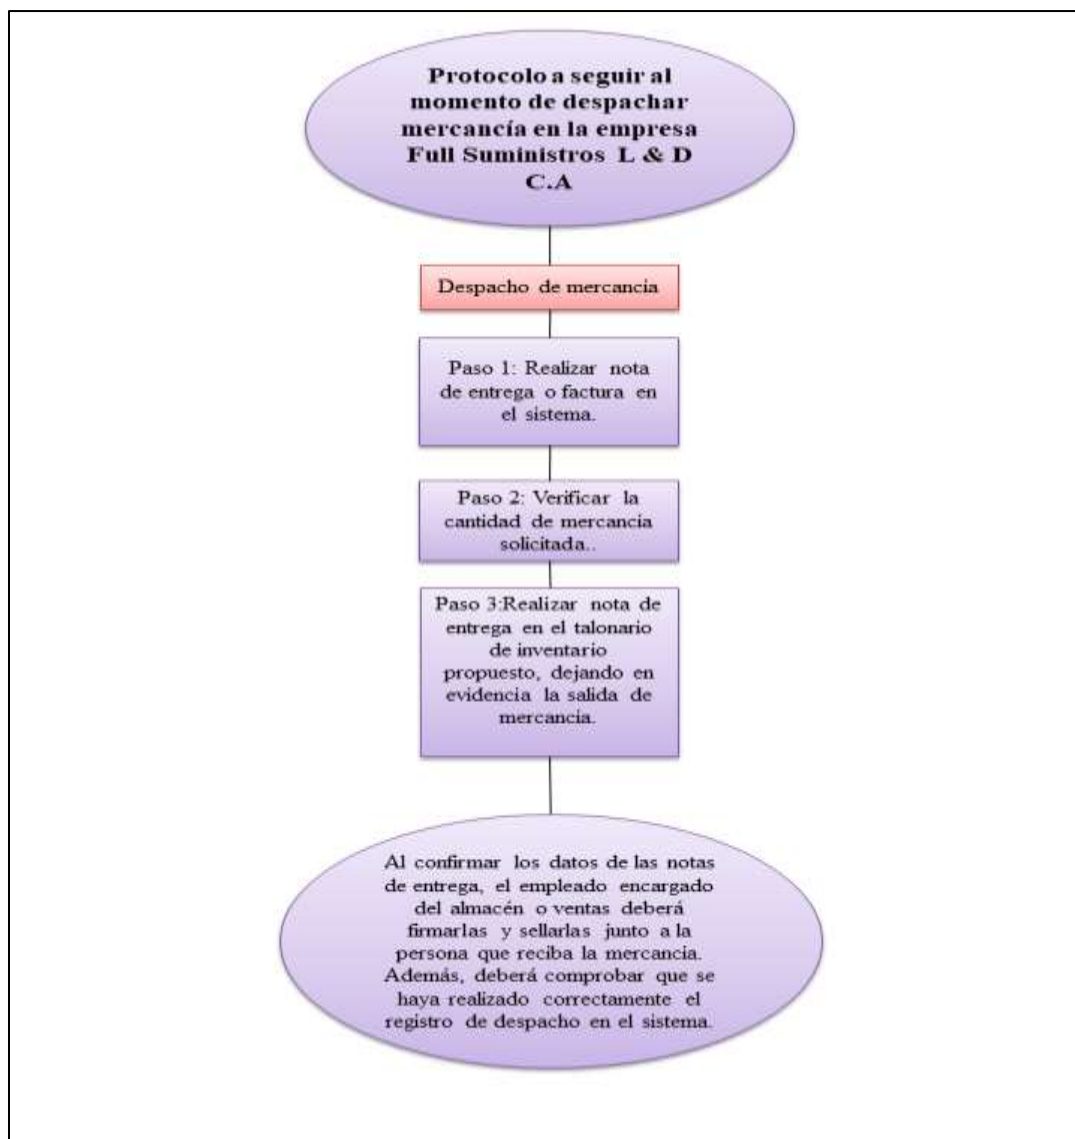 Protocolo a seguir al
momento de despachar
mercancía en la empresa
Full Suministros L & D
C.A
Despacho de mercancia
Paso 1: Realizar nota
de entrega o factura en
el sistema.
Paso 2: Verificar la
cantidad de mercancia
solicitada..
Paso 3:Realizar nota de
entrega en el talonario
de inventario
propuesto, dejando en
evidencia la salida de
mercancia.
Al confirmar los datos de las notas
de entrega, el empleado encargado
del almacén o ventas deberá
firmarlas y sellarlas junto a la
persona que reciba la mercancia.
Además, deberá comprobar que se
haya realizado correctamente el
registro de despacho en el sistema.